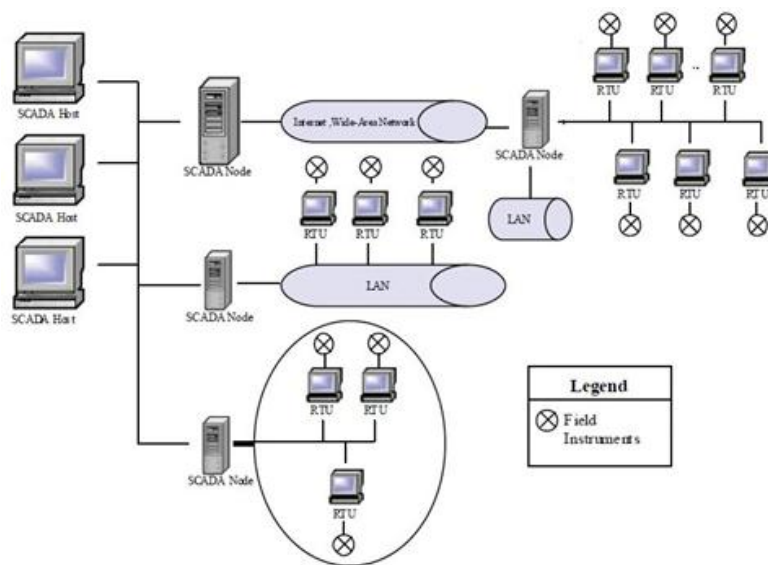 SCADA Host
SCADA Host
SCADA Host
SCADA Node
Internet ,Wide-Area Network
SCADA Node
RTU
RTU
RTU
..
RTU
RTU
RTU
LAN
RTU
RTU
RTU
LAN
SCADA Node
RTU
RTU
RTU
SCADA Node
Legend
Field
Instruments